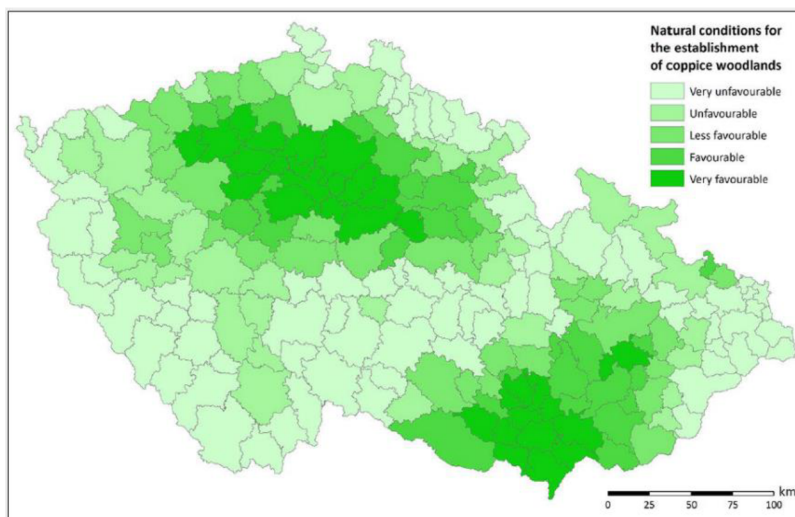 Natural conditions for
the establishment
of coppice woodlands
Very unfavourable
Unfavourable
Less favourable
Favourable
Very favourable
km
0 25 50 75 100